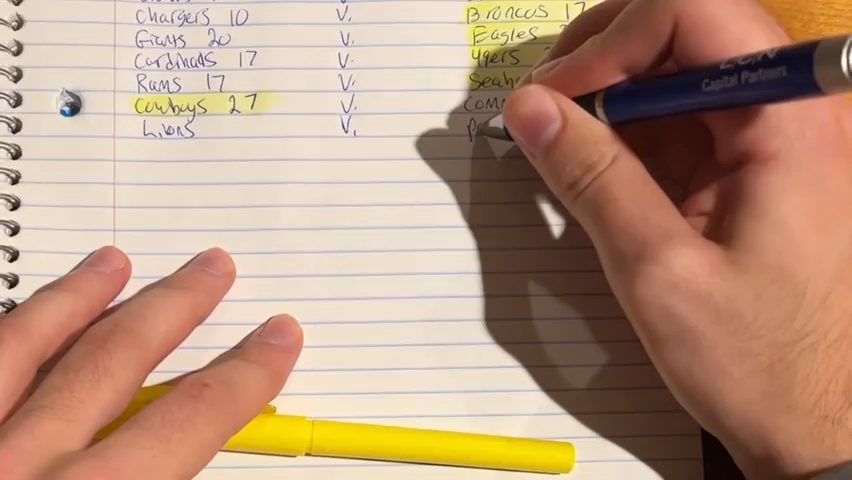 Chargers 10 V. Broncos 17
Giants 20 V. Eagles
Cardinals 17 V. 49ers
Rams 17 V.
Cowboys 27 V.
Lions V.
Capital Partners